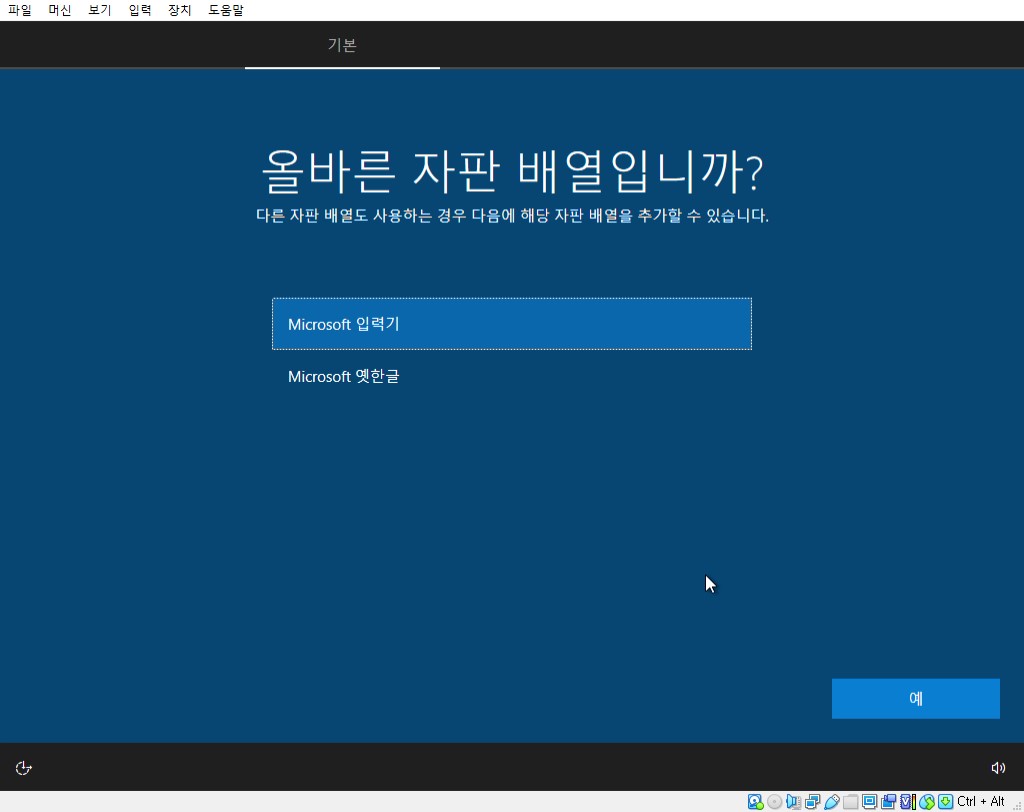 파일 머신 보기 입력 장치 도움말
기본
올바른 자판 배열입니까?
다른 자판 배열도 사용하는 경우 다음에 해당 자판 배열을 추가할 수 있습니다.
Microsoft 입력기
Microsoft 옛한글
예
Ctrl + Alt